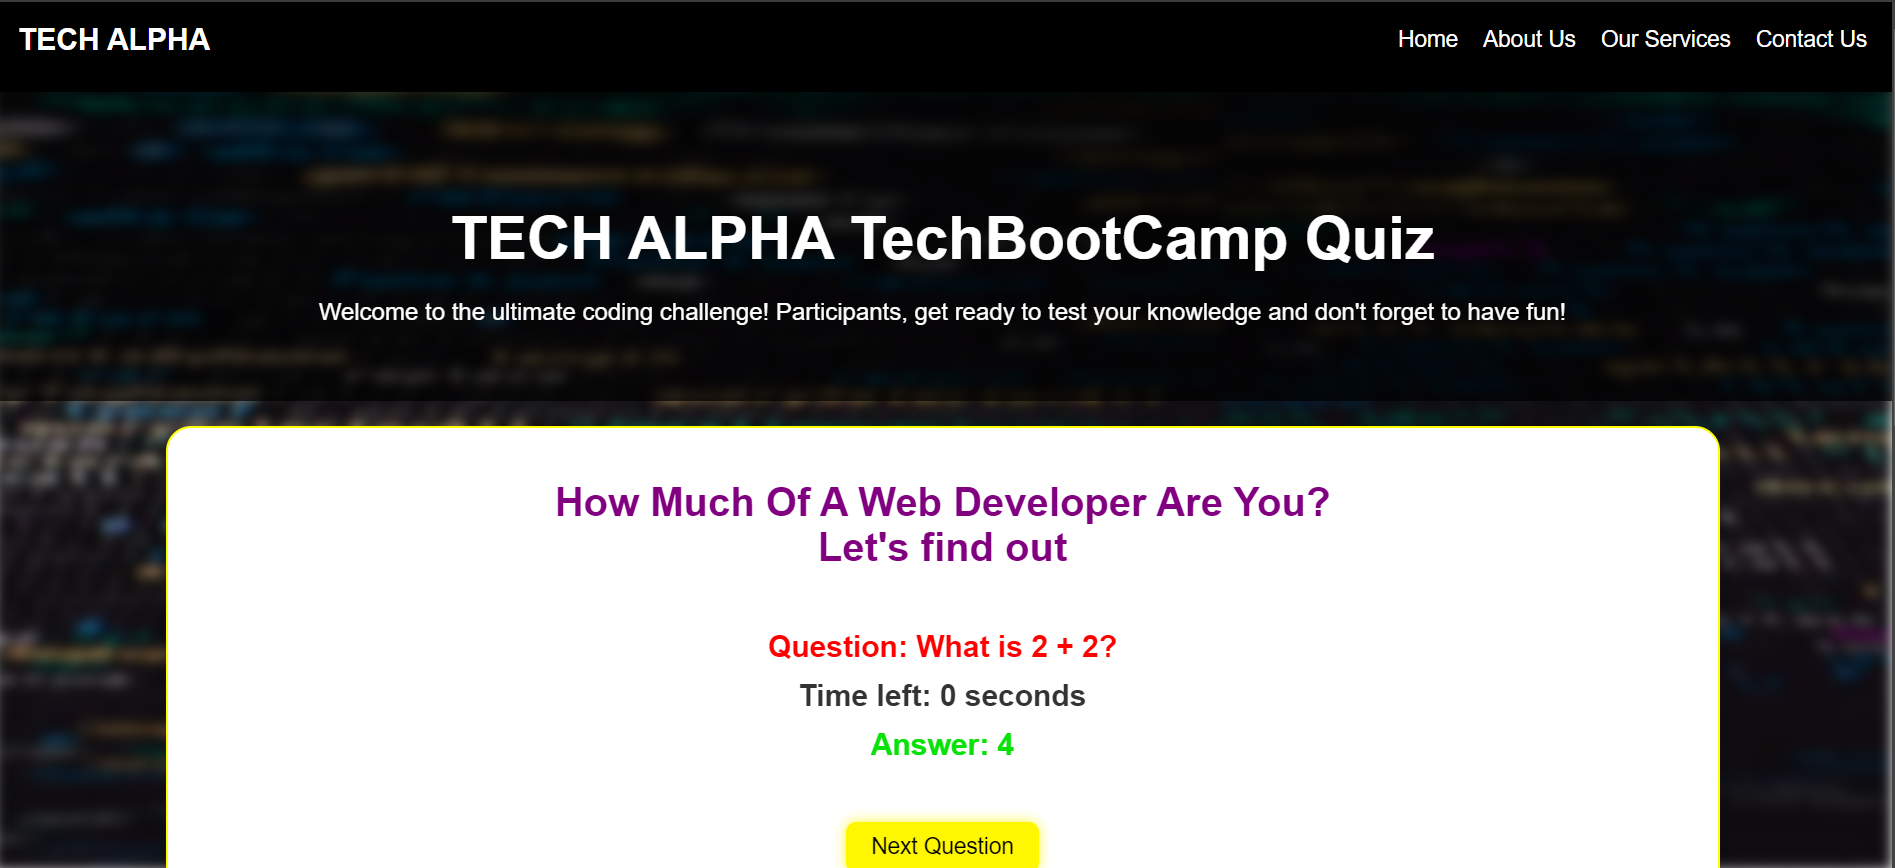 TECH ALPHA
Home About Us Our Services Contact Us
TECH ALPHA TechBootCamp Quiz
Welcome to the ultimate coding challenge! Participants, get ready to test your knowledge and don't forget to have fun!
How Much Of A Web Developer Are You?
Let's find out
Question: What is 2 + 2?
Time left: 0 seconds
Answer: 4
Next Question